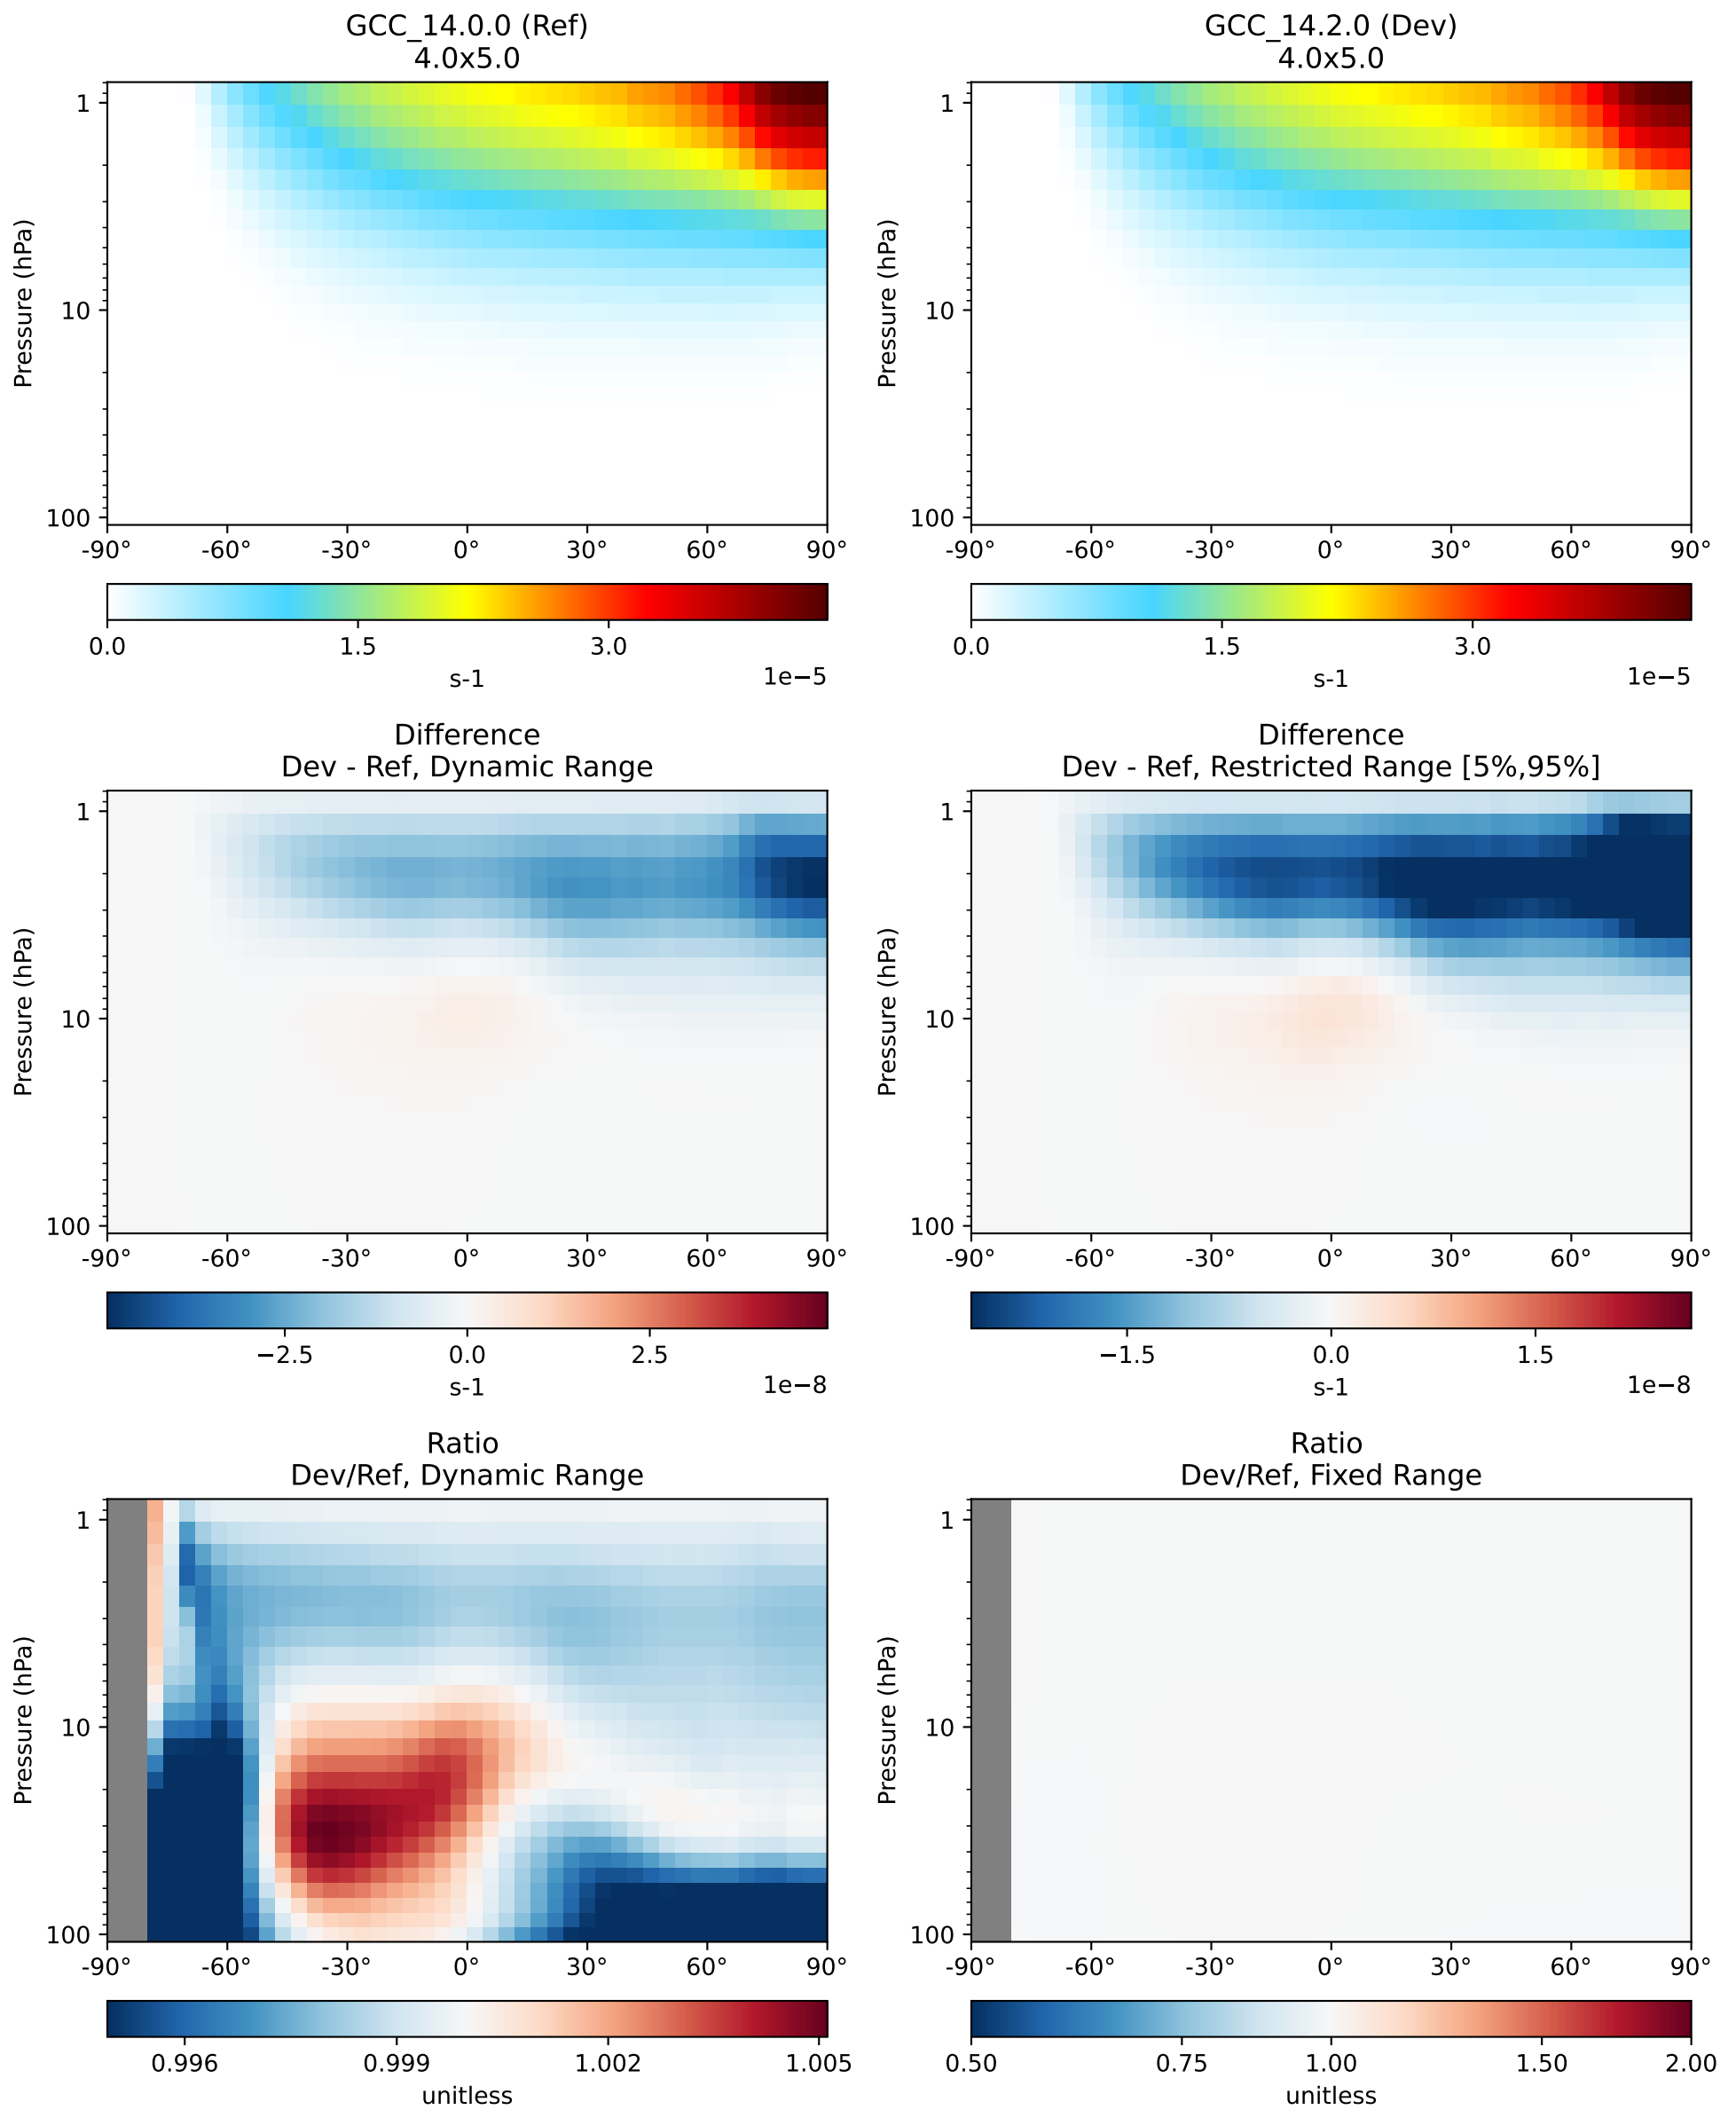 GCC_14.0.0 (Ref)
4.0x5.0
Pressure (hPa)
1
10
100
-90° -60° -30° 0° 30° 60° 90°
0.0 1.5 3.0
s-1
1e−5
GCC_14.2.0 (Dev)
4.0x5.0
Pressure (hPa)
1
10
100
-90° -60° -30° 0° 30° 60° 90°
0.0 1.5 3.0
s-1
1e−5
Difference
Dev - Ref, Dynamic Range
Pressure (hPa)
1
10
100
-90° -60° -30° 0° 30° 60° 90°
−2.5 0.0 2.5
s-1
1e−8
Difference
Dev - Ref, Restricted Range [5%,95%]
Pressure (hPa)
1
10
100
-90° -60° -30° 0° 30° 60° 90°
−1.5 0.0 1.5
s-1
1e−8
Ratio
Dev/Ref, Dynamic Range
Pressure (hPa)
1
10
100
-90° -60° -30° 0° 30° 60° 90°
0.996 0.999 1.002 1.005
unitless
Ratio
Dev/Ref, Fixed Range
Pressure (hPa)
1
10
100
-90° -60° -30° 0° 30° 60° 90°
0.50 0.75 1.00 1.50 2.00
unitless